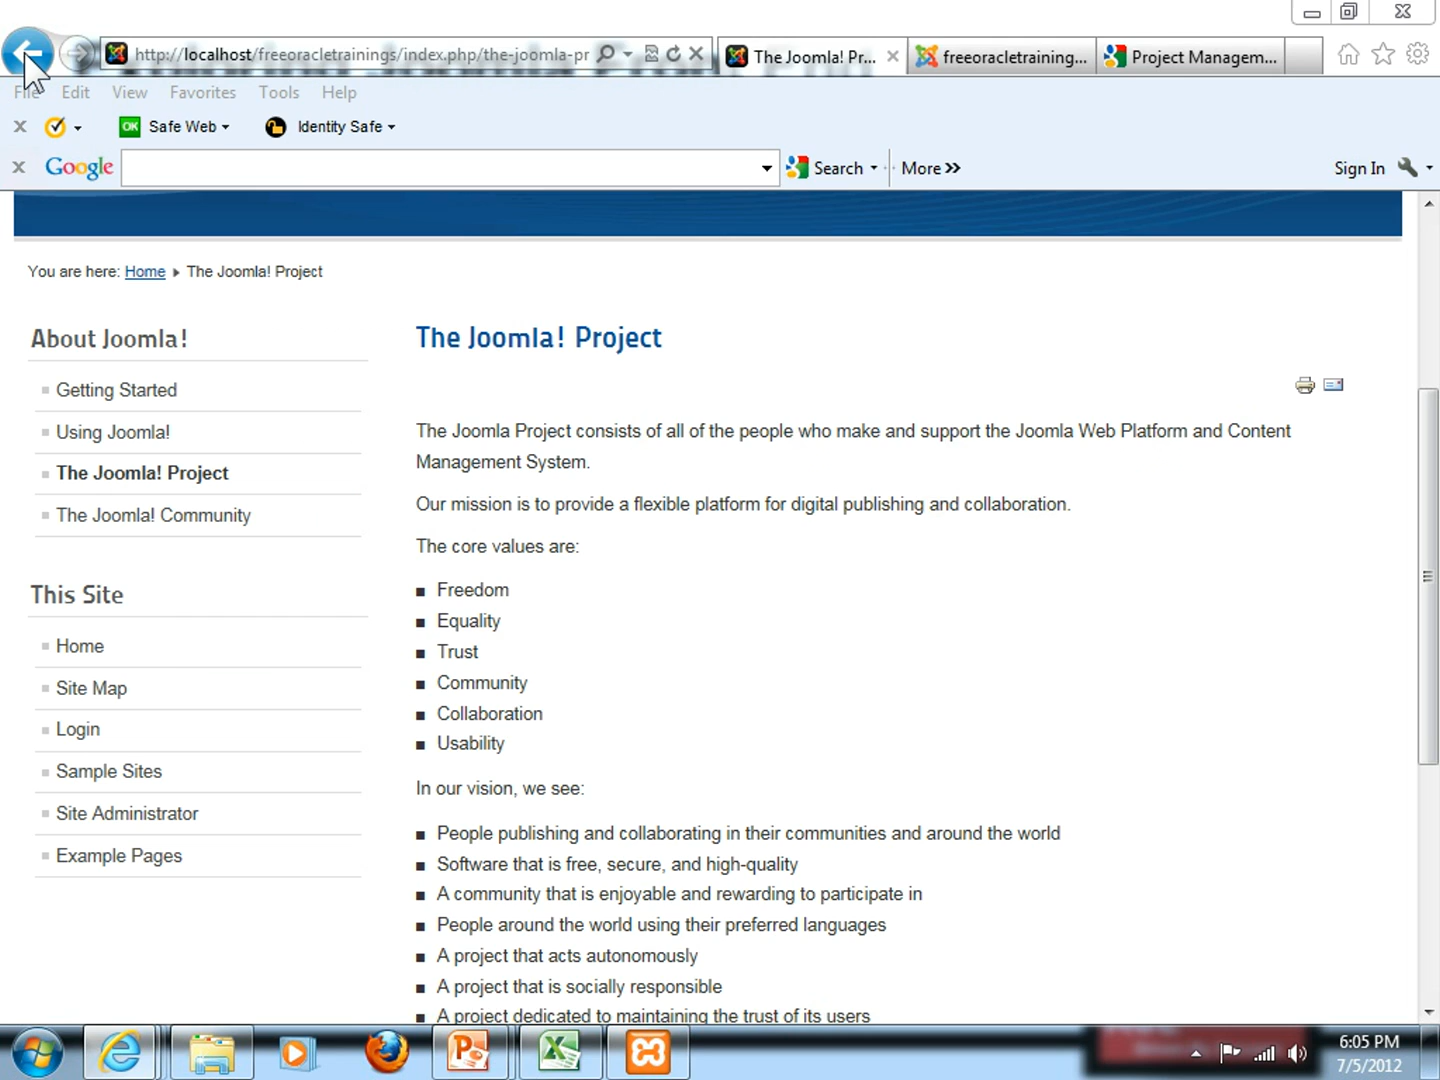 http://localhost/freeoracletrainings/index.php/the-joomla-pr
The Joomla! Pr...
freeoracletraining...
Project Managem...
File Edit View Favorites Tools Help
OK Safe Web Identity Safe
Google Search More Sign In
You are here: Home The Joomla! Project
About Joomla!
Getting Started
Using Joomla!
The Joomla! Project
The Joomla! Community
This Site
Home
Site Map
Login
Sample Sites
Site Administrator
Example Pages
The Joomla! Project
The Joomla Project consists of all of the people who make and support the Joomla Web Platform and Content
Management System.
Our mission is to provide a flexible platform for digital publishing and collaboration.
The core values are:
Freedom
Equality
Trust
Community
Collaboration
Usability
In our vision, we see:
People publishing and collaborating in their communities and around the world
Software that is free, secure, and high-quality
A community that is enjoyable and rewarding to participate in
People around the world using their preferred languages
A project that acts autonomously
A project that is socially responsible
A project dedicated to maintaining the trust of its users
6:05 PM
7/5/2012